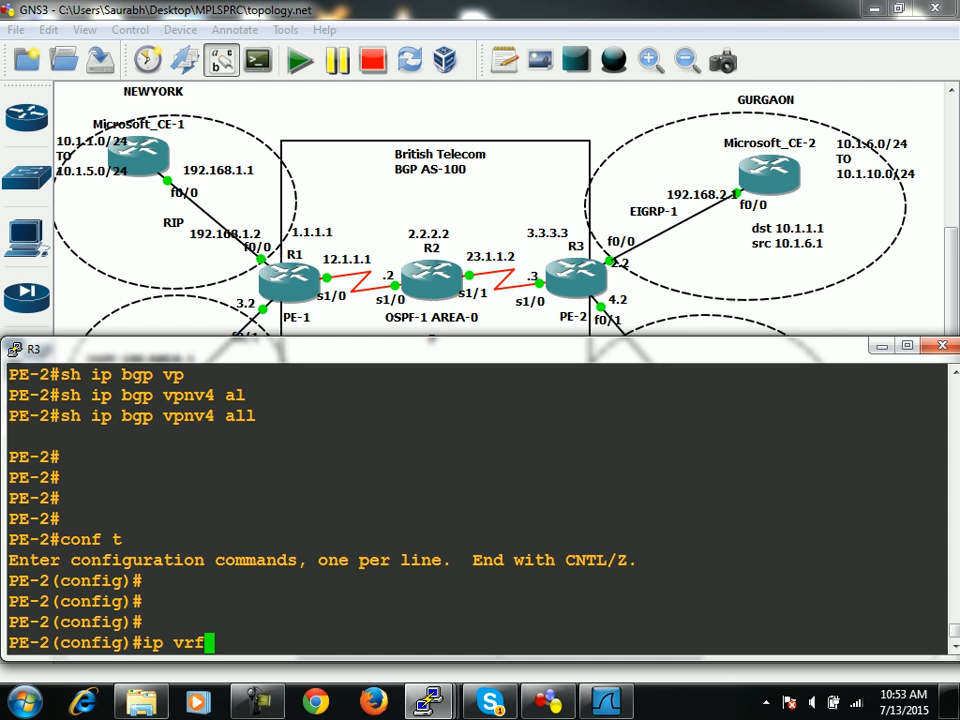 GNS3 - C:\Users\Saurabh\Desktop\MPLSPRC\topology.net
File Edit View Control Device Annotate Tools Help
NEWYORK
Microsoft_CE-1
10.1.1.0/24
TO
10.1.5.0/24
192.168.1.1
f0/0
RIP
192.168.1.2
f0/0
1.1.1.1
R1
12.1.1.1
s1/0
PE-1
3.2
British Telecom
BGP AS-100
2.2.2.2
R2
.2
s1/0
s1/1
OSPF-1 AREA-0
23.1.1.2
3.3.3.3
R3
.3
s1/0
PE-2
f0/0
2.2
4.2
f0/1
GURGAON
Microsoft_CE-2
10.1.6.0/24
TO
10.1.10.0/24
192.168.2.1
f0/0
EIGRP-1
dst 10.1.1.1
src 10.1.6.1
R3
PE-2#sh ip bgp vp
PE-2#sh ip bgp vpnv4 al
PE-2#sh ip bgp vpnv4 all
PE-2#
PE-2#
PE-2#
PE-2#
PE-2#conf t
Enter configuration commands, one per line.  End with CNTL/Z.
PE-2(config)#
PE-2(config)#
PE-2(config)#
PE-2(config)#ip vrf
10:53 AM
7/13/2015